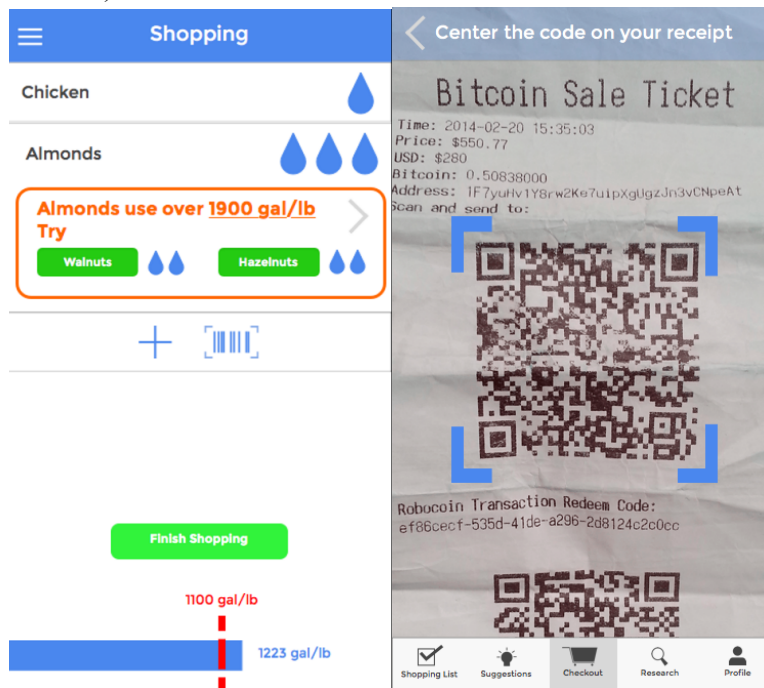 Shopping
Chicken
Almonds
Almonds use over 1900 gal/lb
Try
Walnuts
Hazelnuts
Finish Shopping
1100 gal/lb
1223 gal/lb
Center the code on your receipt
Bitcoin Sale Ticket
Time: 2014-02-20 15:35:03
Price: $550.77
USD: $280
Bitcoin: 0.50838000
Address: 1F7yuHv1Y8rw2Ke7uipXgUgzJn3vCNpeAt
Scan and send to:
Robocoin Transaction Redeem Code:
ef86cecf-535d-41de-a296-2d8124c2c0cc
Shopping List
Suggestions
Checkout
Research
Profile